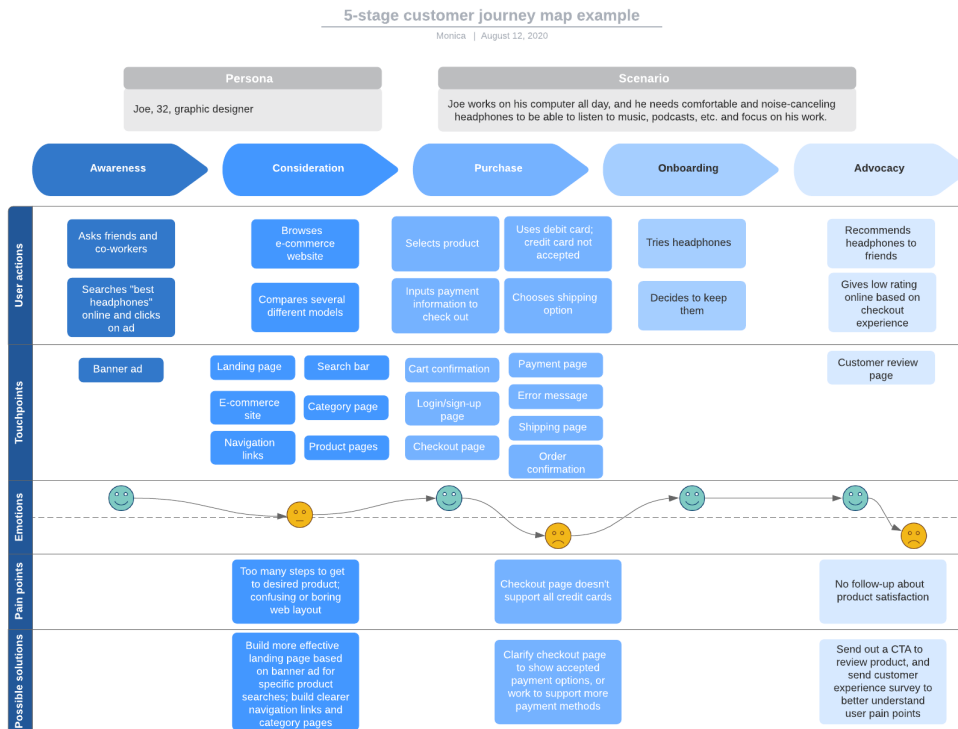 5-stage customer journey map example
Monica | August 12, 2020
Persona
Joe, 32, graphic designer
Scenario
Joe works on his computer all day, and he needs comfortable and noise-canceling
headphones to be able to listen to music, podcasts, etc. and focus on his work.
Awareness
Consideration
Purchase
Onboarding
Advocacy
User actions
Asks friends and
co-workers
Searches "best
headphones"
online and clicks
on ad
Browses
e-commerce
website
Compares several
different models
Selects product
Inputs payment
information to
check out
Uses debit card;
credit card not
accepted
Chooses shipping
option
Tries headphones
Decides to keep
them
Recommends
headphones to
friends
Gives low rating
online based on
checkout
experience
Touchpoints
Banner ad
Landing page
E-commerce
site
Navigation
links
Search bar
Category page
Product pages
Cart confirmation
Login/sign-up
page
Checkout page
Payment page
Error message
Shipping page
Order
confirmation
Customer review
page
Emotions
Pain points
Too many steps to get
to desired product;
confusing or boring
web layout
Checkout page doesn't
support all credit cards
No follow-up about
product satisfaction
Possible solutions
Build more effective
landing page based
on banner ad for
specific product
searches; build clearer
navigation links and
category pages
Clarify checkout page
to show accepted
payment options, or
work to support more
payment methods
Send out a CTA to
review product, and
send customer
experience survey to
better understand
user pain points